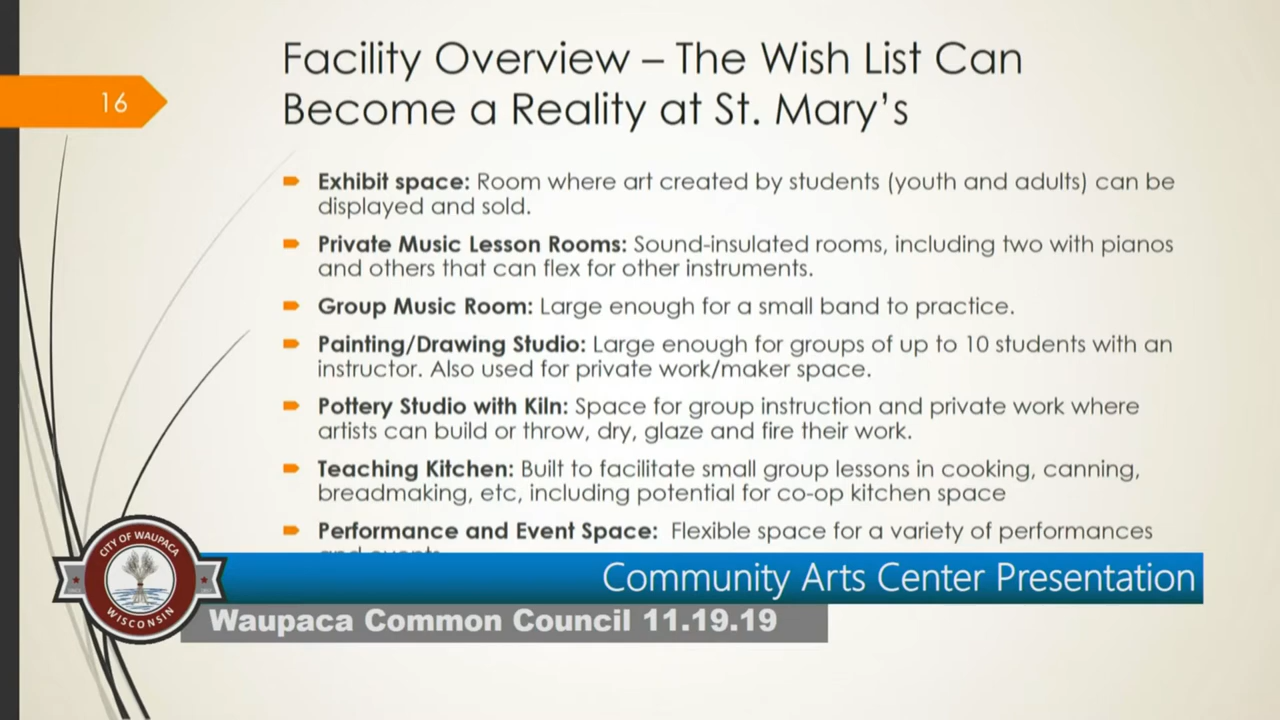 Facility Overview – The Wish List Can
Become a Reality at St. Mary's
16
Exhibit space: Room where art created by students (youth and adults) can be
displayed and sold.
Private Music Lesson Rooms: Sound-insulated rooms, including two with pianos
and others that can flex for other instruments.
Group Music Room: Large enough for a small band to practice.
Painting/Drawing Studio: Large enough for groups of up to 10 students with an
instructor. Also used for private work/maker space.
Pottery Studio with Kiln: Space for group instruction and private work where
artists can build or throw, dry, glaze and fire their work.
Teaching Kitchen: Built to facilitate small group lessons in cooking, canning,
breadmaking, etc, including potential for co-op kitchen space
Performance and Event Space: Flexible space for a variety of performances
CITY OF WAUPACA
WISCONSIN
Community Arts Center Presentation
Waupaca Common Council 11.19.19